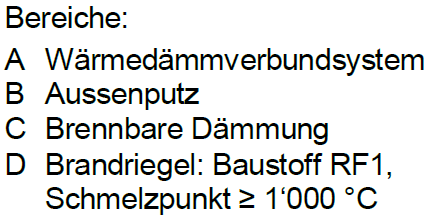 Bereiche:
A Wärmedämmverbundsystem
B Aussenputz
C Brennbare Dämmung
D Brandriegel: Baustoff RF1,
Schmelzpunkt ≥ 1‘000 °C